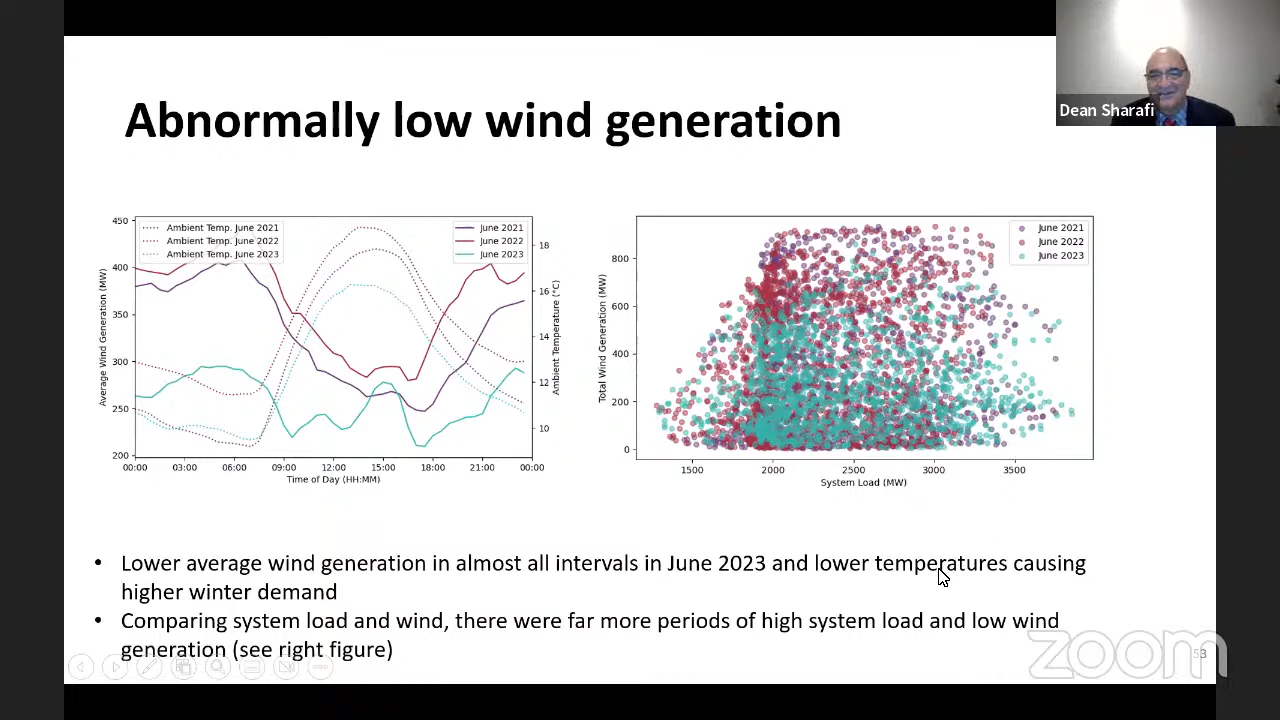 Dean Sharafi
Abnormally low wind generation
Ambient Temp. June 2021
Ambient Temp. June 2022
Ambient Temp. June 2023
June 2021
June 2022
June 2023
450
400
350
300
250
200
Average Wind Generation (MW)
18
16
14
12
10
Ambient Temperature (°C)
00:00 03:00 06:00 09:00 12:00 15:00 18:00 21:00 00:00
Time of Day (HH:MM)
June 2021
June 2022
June 2023
800
600
400
200
0
Total Wind Generation (MW)
1500 2000 2500 3000 3500
System Load (MW)
• Lower average wind generation in almost all intervals in June 2023 and lower temperatures causing
higher winter demand
• Comparing system load and wind, there were far more periods of high system load and low wind
generation (see right figure)
zoom
53